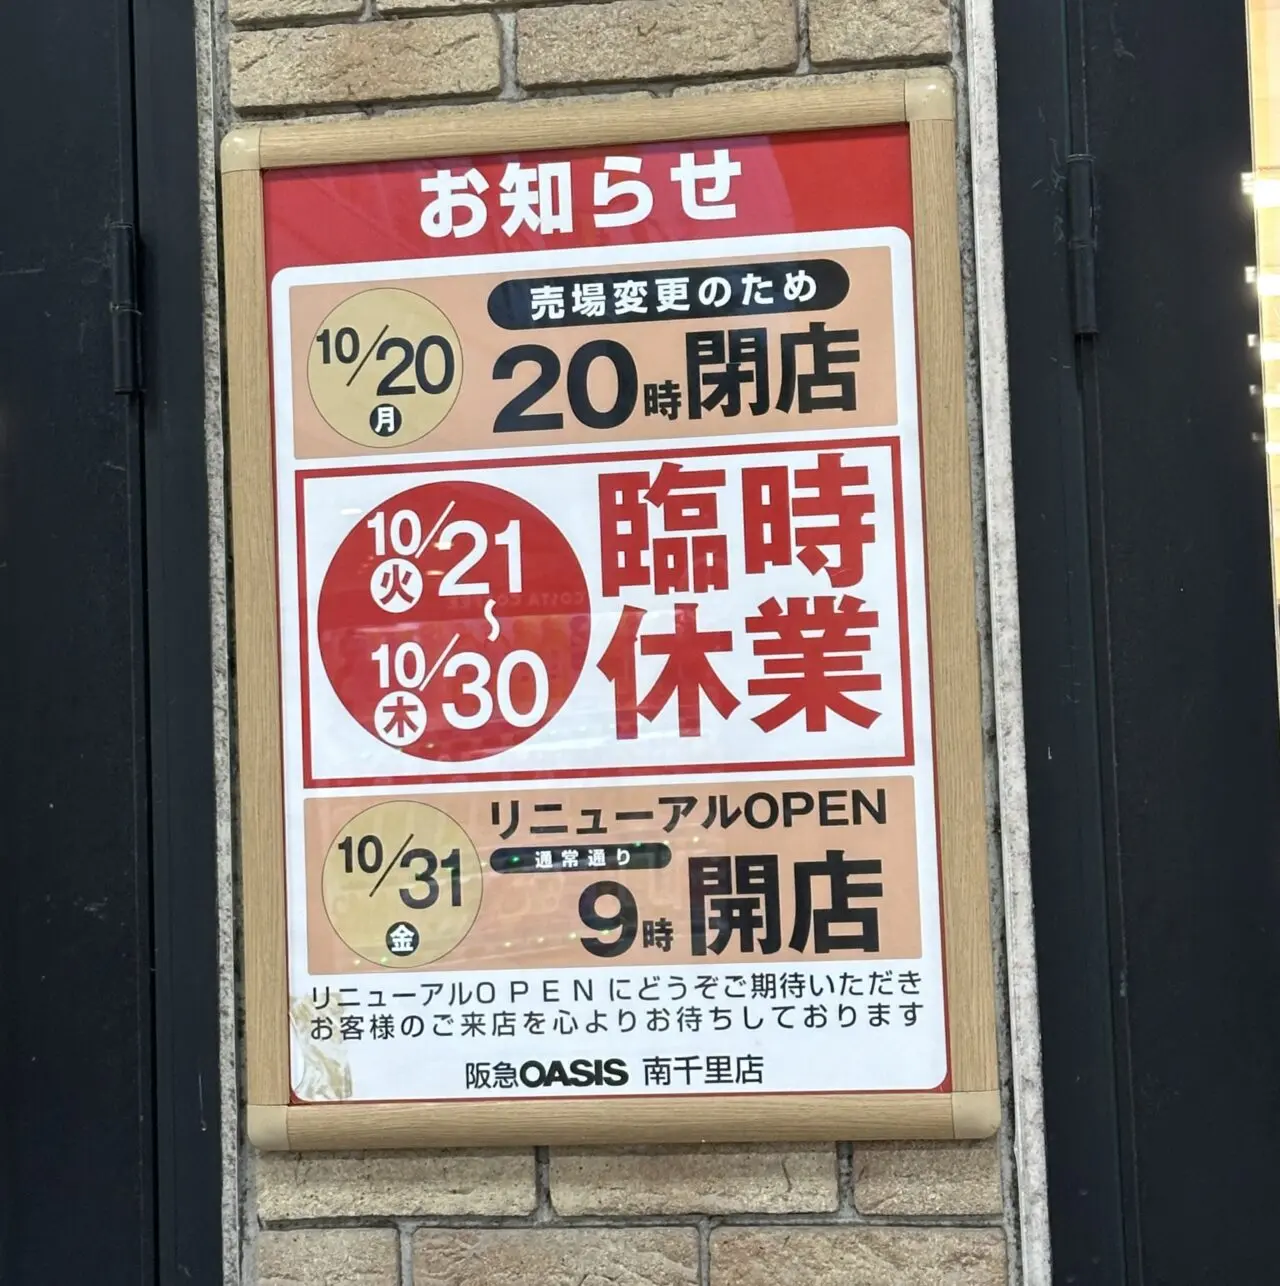 お知らせ
売場変更のため
10/20
月
20時閉店
10/21
火
〜
10/30
木
臨時
休業
リニューアルOPEN
10/31
金
通常通り
9時開店
リニューアルOPENにどうぞご期待いただき
お客様のご来店を心よりお待ちしております
阪急OASIS 南千里店